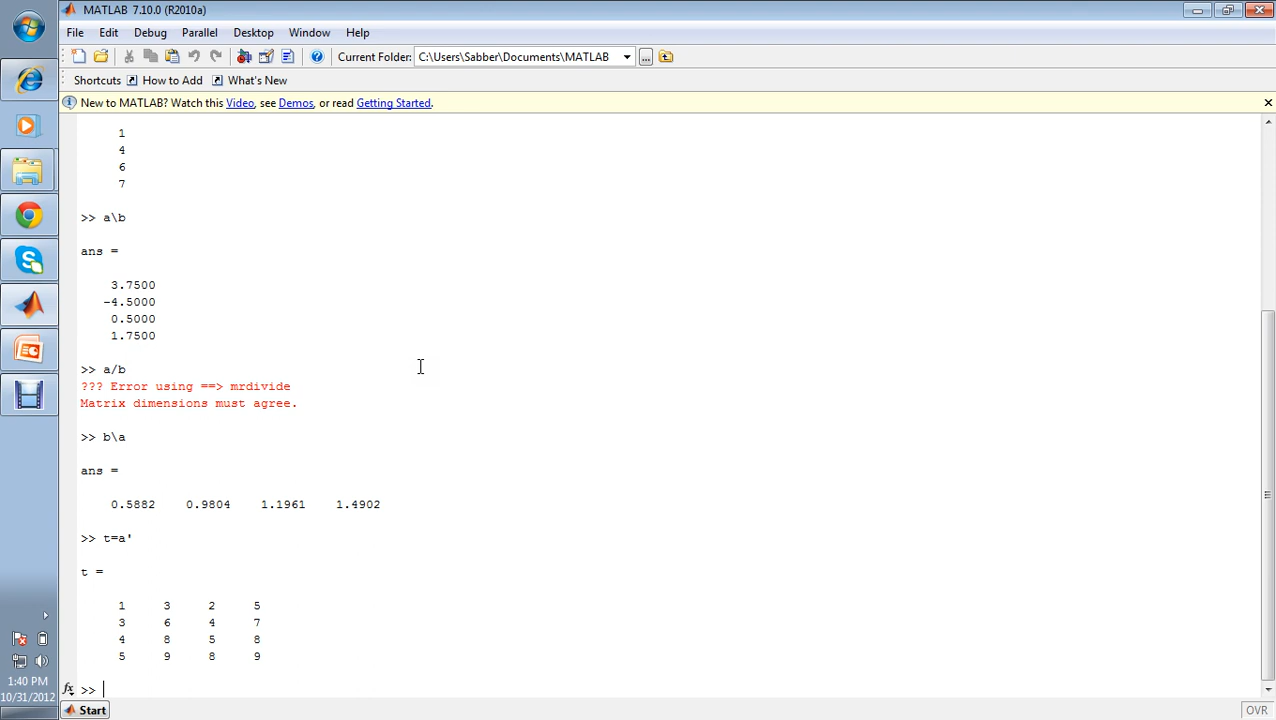 MATLAB 7.10.0 (R2010a)
File Edit Debug Parallel Desktop Window Help
Current Folder: C:\Users\Sabber\Documents\MATLAB ...
Shortcuts How to Add What's New
New to MATLAB? Watch this Video, see Demos, or read Getting Started.
1
4
6
7
>> a\b
ans =
3.7500
-4.5000
0.5000
1.7500
>> a/b
??? Error using ==> mrdivide
Matrix dimensions must agree.
>> b\a
ans =
0.5882 0.9804 1.1961 1.4902
>> t=a'
t =
1 3 2 5
3 6 4 7
4 8 5 8
5 9 8 9
fx >>
Start
OVR
1:40 PM
10/31/2012